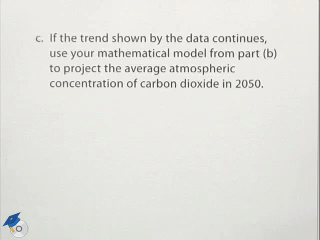 c. If the trend shown by the data continues,
use your mathematical model from part (b)
to project the average atmospheric
concentration of carbon dioxide in 2050.